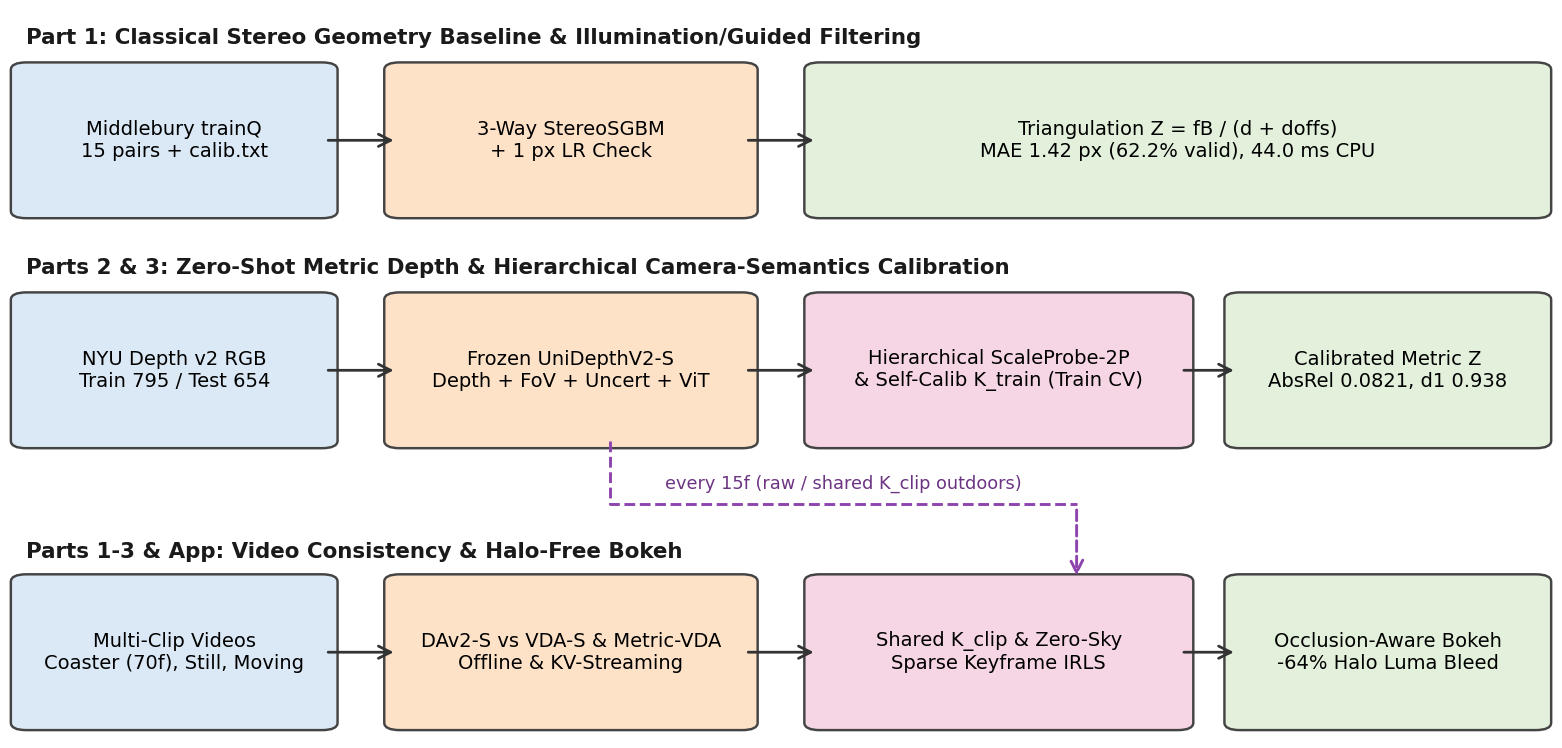 Part 1: Classical Stereo Geometry Baseline & Illumination/Guided Filtering
Middlebury trainQ
15 pairs + calib.txt
3-Way StereoSGBM
+ 1 px LR Check
Triangulation Z = fB / (d + doffs)
MAE 1.42 px (62.2% valid), 44.0 ms CPU
Parts 2 & 3: Zero-Shot Metric Depth & Hierarchical Camera-Semantics Calibration
NYU Depth v2 RGB
Train 795 / Test 654
Frozen UniDepthV2-S
Depth + FoV + Uncert + ViT
Hierarchical ScaleProbe-2P
& Self-Calib K_train (Train CV)
Calibrated Metric Z
AbsRel 0.0821, d1 0.938
every 15f (raw / shared K_clip outdoors)
Parts 1-3 & App: Video Consistency & Halo-Free Bokeh
Multi-Clip Videos
Coaster (70f), Still, Moving
DAv2-S vs VDA-S & Metric-VDA
Offline & KV-Streaming
Shared K_clip & Zero-Sky
Sparse Keyframe IRLS
Occlusion-Aware Bokeh
-64% Halo Luma Bleed